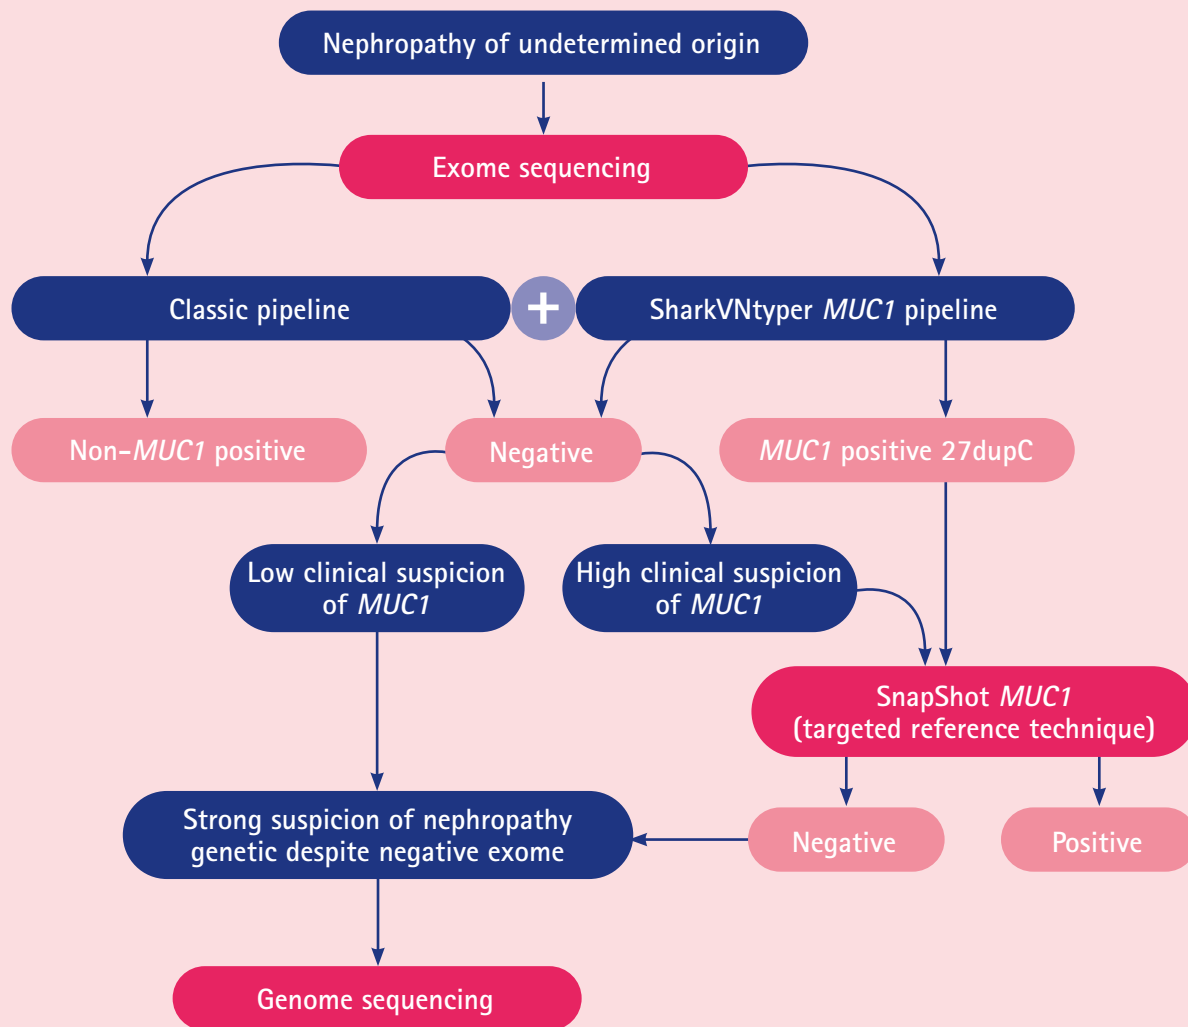 Nephropathy of undetermined origin
Exome sequencing
Classic pipeline
+
SharkVNtyper MUC1 pipeline
Non-MUC1 positive
Negative
MUC1 positive 27dupC
Low clinical suspicion
of MUC1
High clinical suspicion
of MUC1
SnapShot MUC1
(targeted reference technique)
Strong suspicion of nephropathy
genetic despite negative exome
Negative
Positive
Genome sequencing